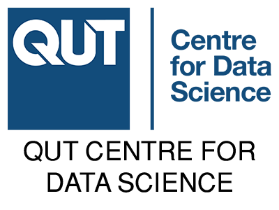 QUT
Centre
for Data
Science
QUT CENTRE FOR
DATA SCIENCE